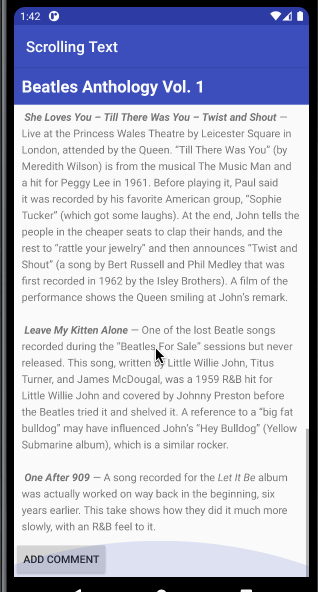 1:42
Scrolling Text
Beatles Anthology Vol. 1
She Loves You – Till There Was You – Twist and Shout —
Live at the Princess Wales Theatre by Leicester Square in
London, attended by the Queen. “Till There Was You” (by
Meredith Wilson) is from the musical The Music Man and
a hit for Peggy Lee in 1961. Before playing it, Paul said
it was recorded by his favorite American group, “Sophie
Tucker” (which got some laughs). At the end, John tells the
people in the cheaper seats to clap their hands, and the
rest to “rattle your jewelry” and then announces “Twist and
Shout” (a song by Bert Russell and Phil Medley that was
first recorded in 1962 by the Isley Brothers). A film of the
performance shows the Queen smiling at John’s remark.
Leave My Kitten Alone — One of the lost Beatle songs
recorded during the “Beatles For Sale” sessions but never
released. This song, written by Little Willie John, Titus
Turner, and James McDougal, was a 1959 R&B hit for
Little Willie John and covered by Johnny Preston before
the Beatles tried it and shelved it. A reference to a “big fat
bulldog” may have influenced John’s “Hey Bulldog” (Yellow
Submarine album), which is a similar rocker.
One After 909 — A song recorded for the Let It Be album
was actually worked on way back in the beginning, six
years earlier. This take shows how they did it much more
slowly, with an R&B feel to it.
ADD COMMENT